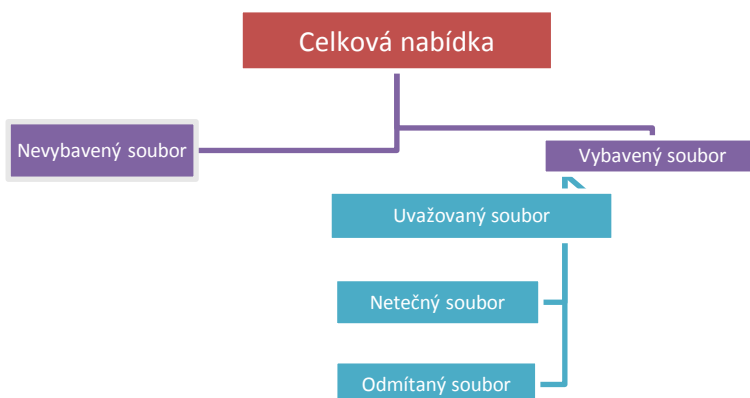 Celková nabídka
Nevybavený soubor
Vybavený soubor
Uvažovaný soubor
Netečný soubor
Odmítaný soubor